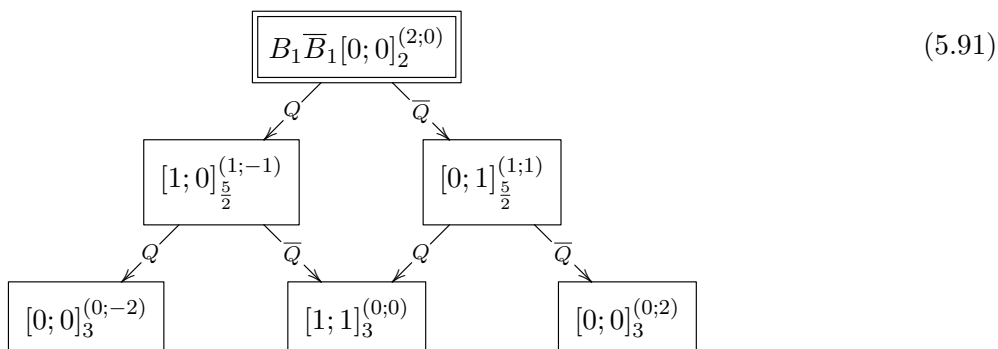 $B_1\overline{B}_1[0;0]_2^{(2;0)}$ (5.91)
$Q$ $\overline{Q}$
$[1;0]_{\frac{5}{2}}^{(1;-1)}$ $[0;1]_{\frac{5}{2}}^{(1;1)}$
$Q$ $\overline{Q}$ $Q$ $\overline{Q}$
$[0;0]_3^{(0;-2)}$ $[1;1]_3^{(0;0)}$ $[0;0]_3^{(0;2)}$